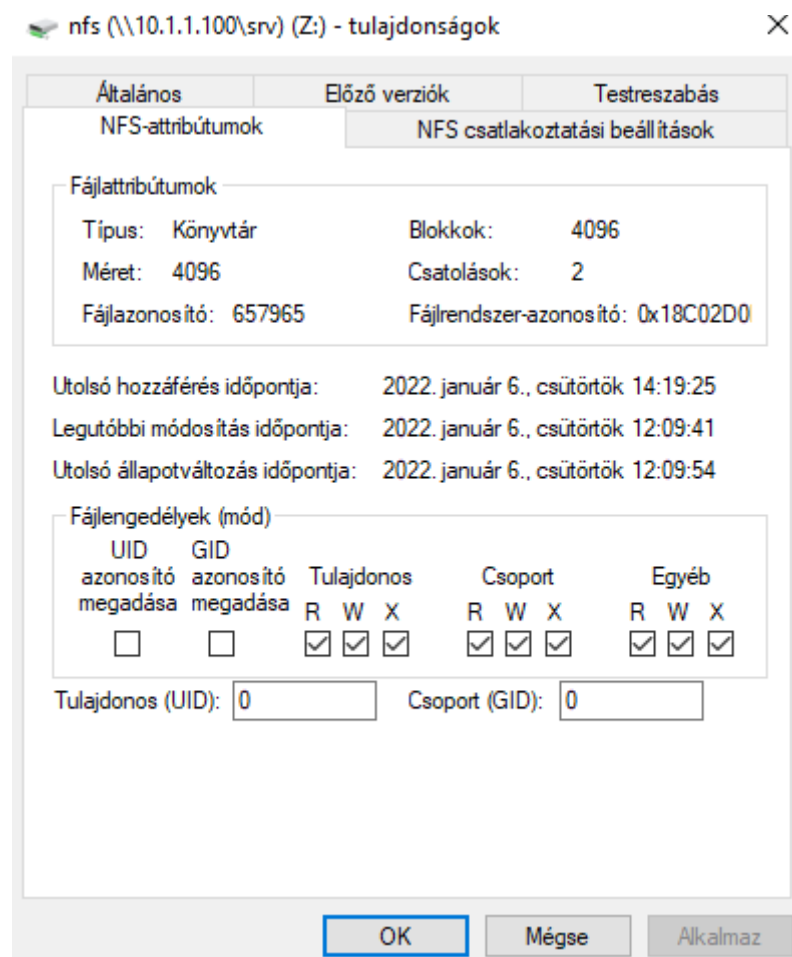 nfs (\\10.1.1.100\srv) (Z:) - tulajdonságok
Általános Előző verziók Testreszabás
NFS-attribútumok NFS csatlakoztatási beállítások
Fájlattribútumok
Típus: Könyvtár Blokkok: 4096
Méret: 4096 Csatolások: 2
Fájlazonosító: 657965 Fájlrendszer-azonosító: 0x18C02D0
Utolsó hozzáférés időpontja: 2022. január 6., csütörtök 14:19:25
Legutóbbi módosítás időpontja: 2022. január 6., csütörtök 12:09:41
Utolsó állapotváltozás időpontja: 2022. január 6., csütörtök 12:09:54
Fájlengedélyek (mód)
UID GID
azonosító azonosító Tulajdonos Csoport Egyéb
megadása megadása R W X R W X R W X
Tulajdonos (UID): 0 Csoport (GID): 0
OK Mégse Alkalmaz